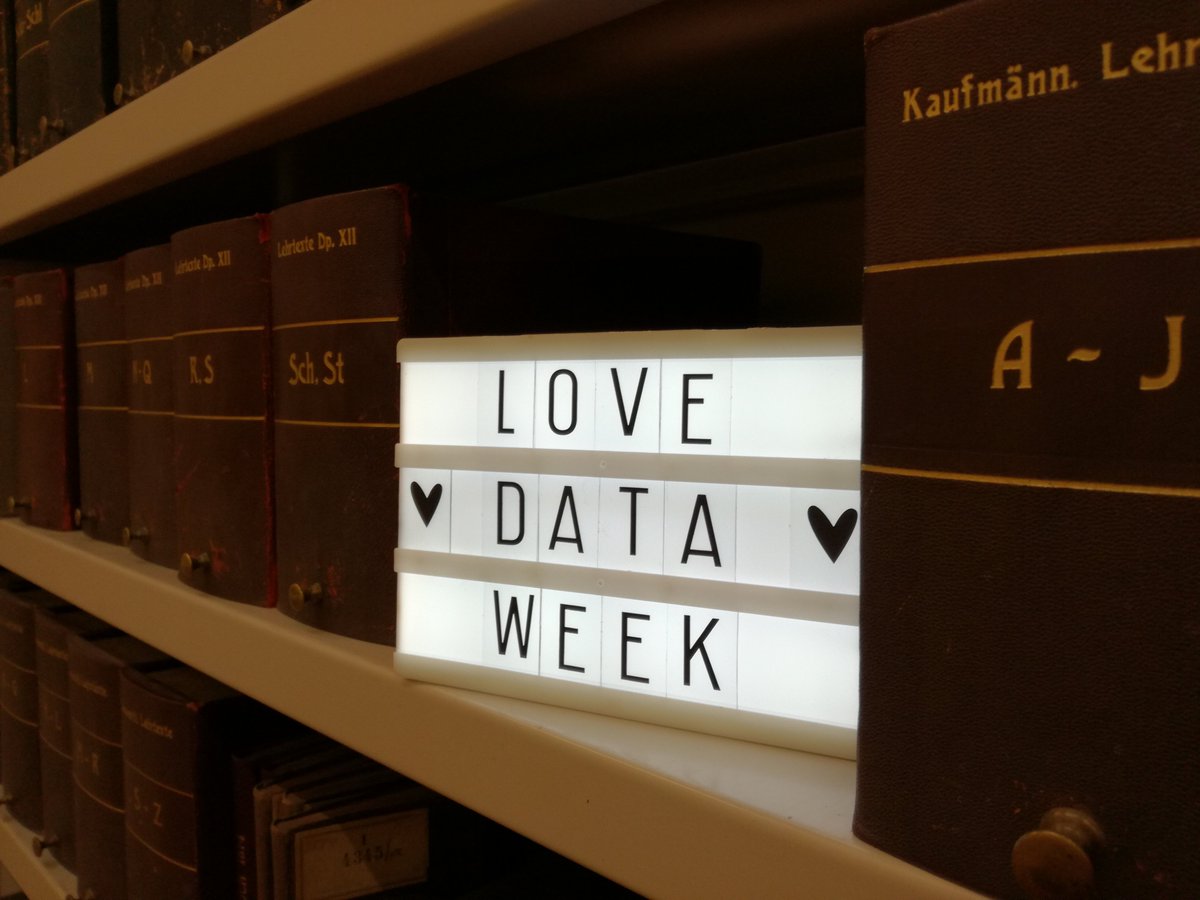 Kaufmänn. Lehr
A ~ J
Lehrtexte Dp. XII
Sch, St
Lehrtexte Dp. XII
R, S
LOVE
♥ DATA ♥
WEEK
S-Z